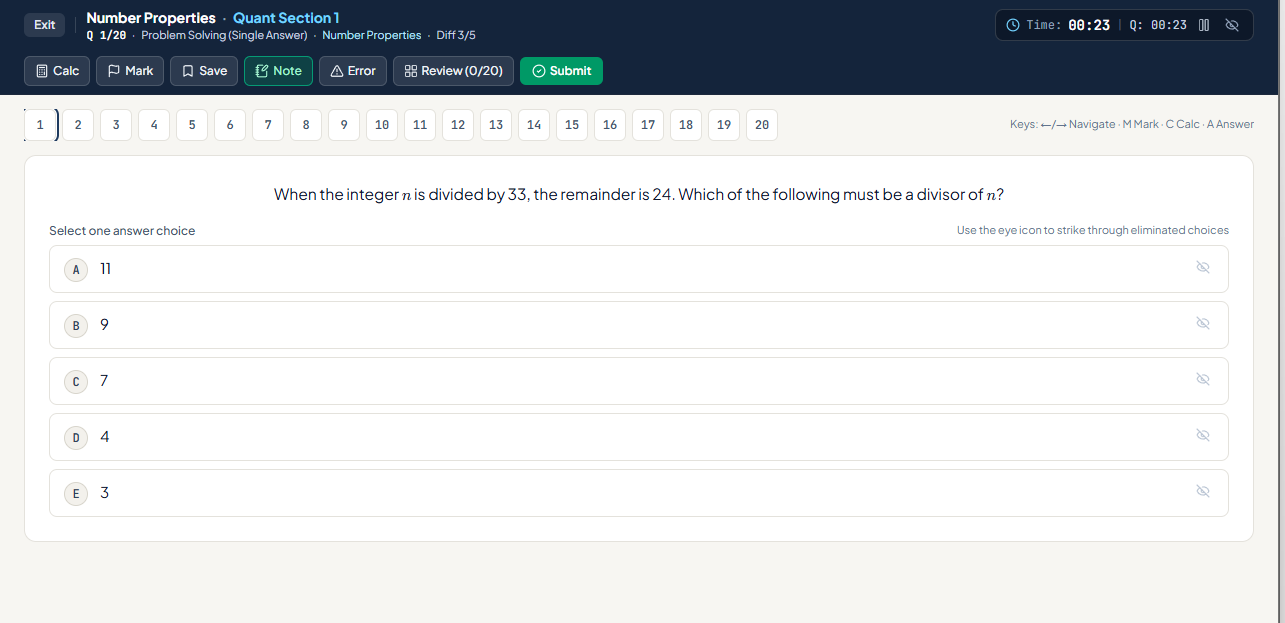 Exit
Number Properties · Quant Section 1
Q 1/20 · Problem Solving (Single Answer) · Number Properties · Diff 3/5
Time: 00:23 | Q: 00:23
Calc Mark Save Note Error Review (0/20) Submit
1 2 3 4 5 6 7 8 9 10 11 12 13 14 15 16 17 18 19 20
Keys: ←/→ Navigate · M Mark · C Calc · A Answer
When the integer n is divided by 33, the remainder is 24. Which of the following must be a divisor of n?
Select one answer choice
Use the eye icon to strike through eliminated choices
A 11
B 9
C 7
D 4
E 3